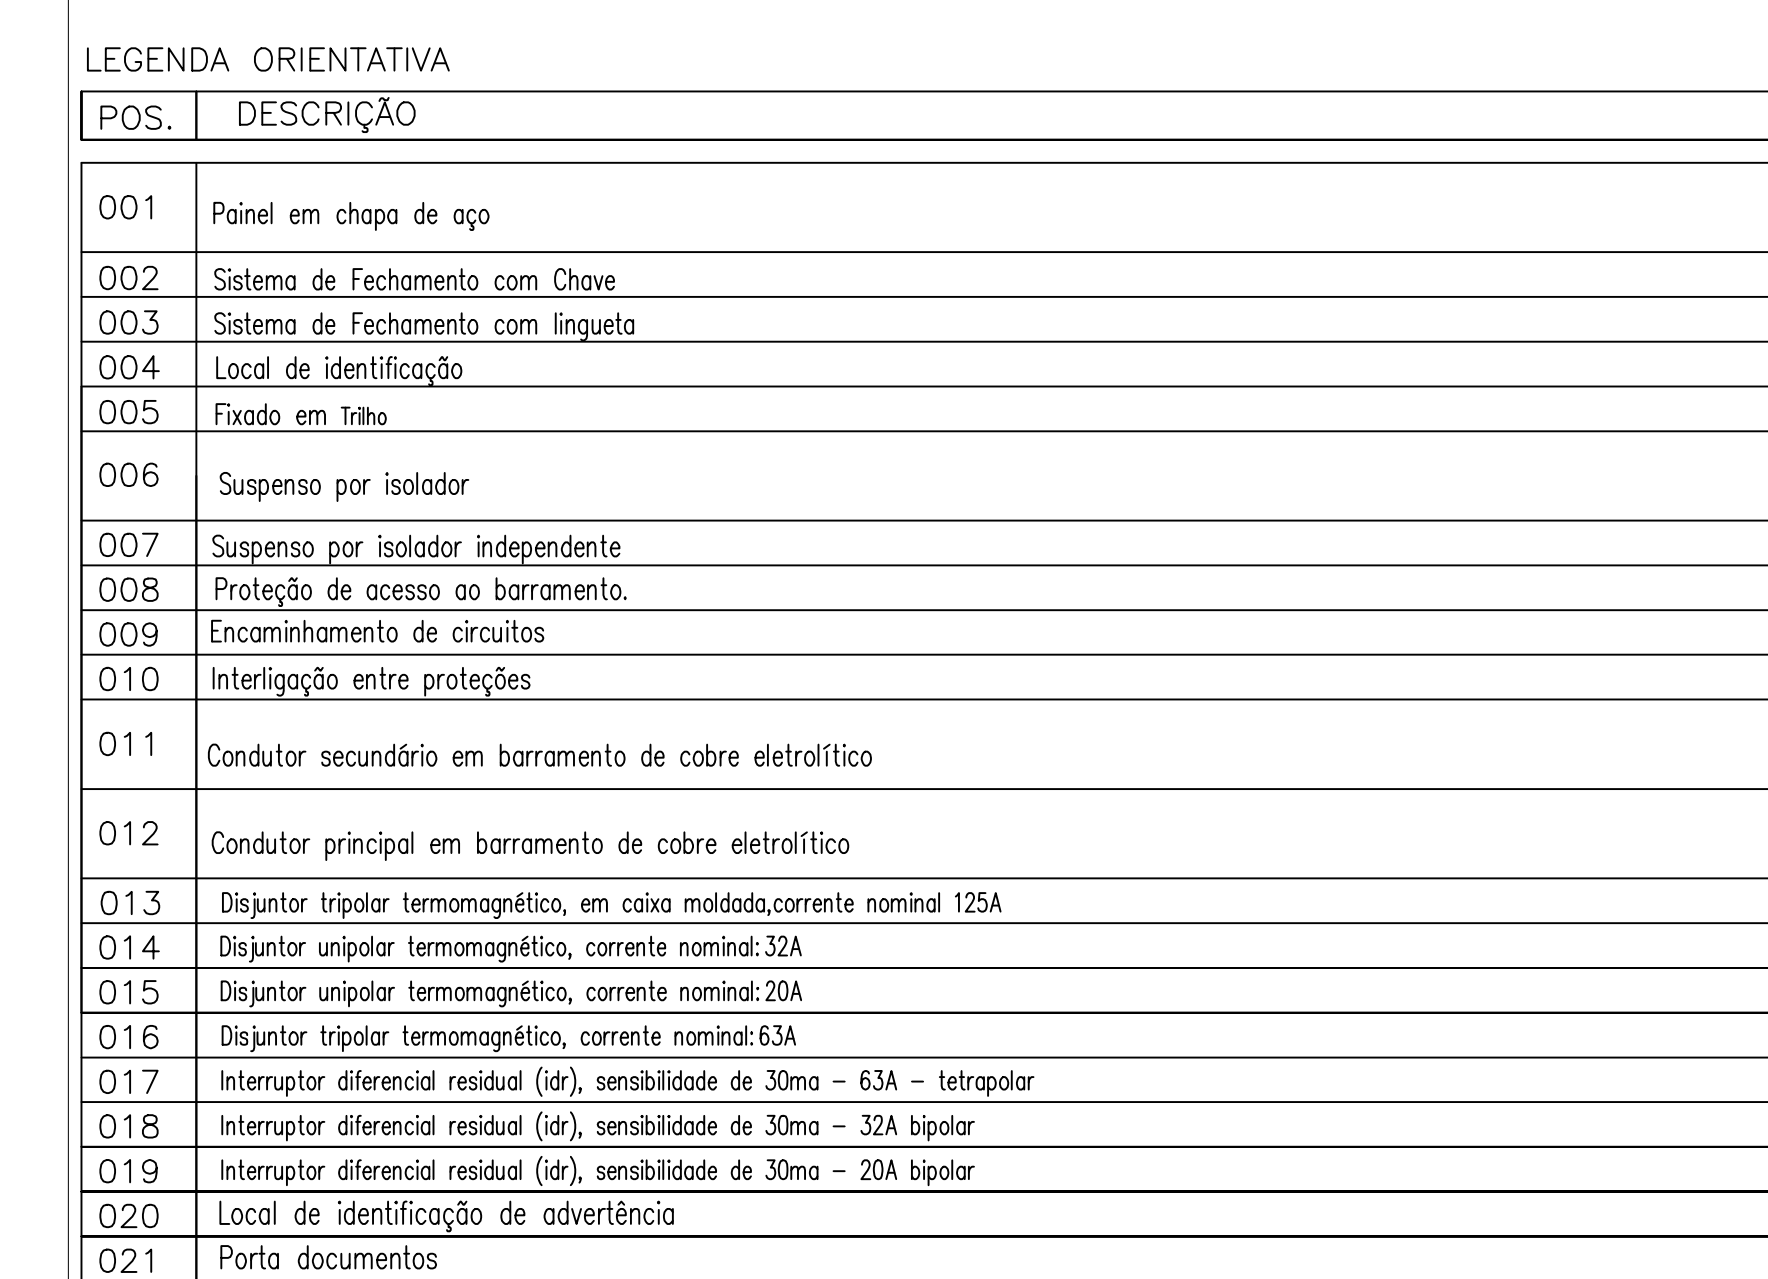 LEGENDA ORIENTATIVA
POS. DESCRIÇÃO
001 Painel em chapa de aço
002 Sistema de Fechamento com Chave
003 Sistema de Fechamento com lingueta
004 Local de identificação
005 Fixado em Trilho
006 Suspenso por isolador
007 Suspenso por isolador independente
008 Proteção de acesso ao barramento.
009 Encaminhamento de circuitos
010 Interligação entre proteções
011 Condutor secundário em barramento de cobre eletrolítico
012 Condutor principal em barramento de cobre eletrolítico
013 Disjuntor tripolar termomagnético, em caixa moldada,corrente nominal 125A
014 Disjuntor unipolar termomagnético, corrente nominal:32A
015 Disjuntor unipolar termomagnético, corrente nominal:20A
016 Disjuntor tripolar termomagnético, corrente nominal:63A
017 Interruptor diferencial residual (idr), sensibilidade de 30ma – 63A – tetrapolar
018 Interruptor diferencial residual (idr), sensibilidade de 30ma – 32A bipolar
019 Interruptor diferencial residual (idr), sensibilidade de 30ma – 20A bipolar
020 Local de identificação de advertência
021 Porta documentos